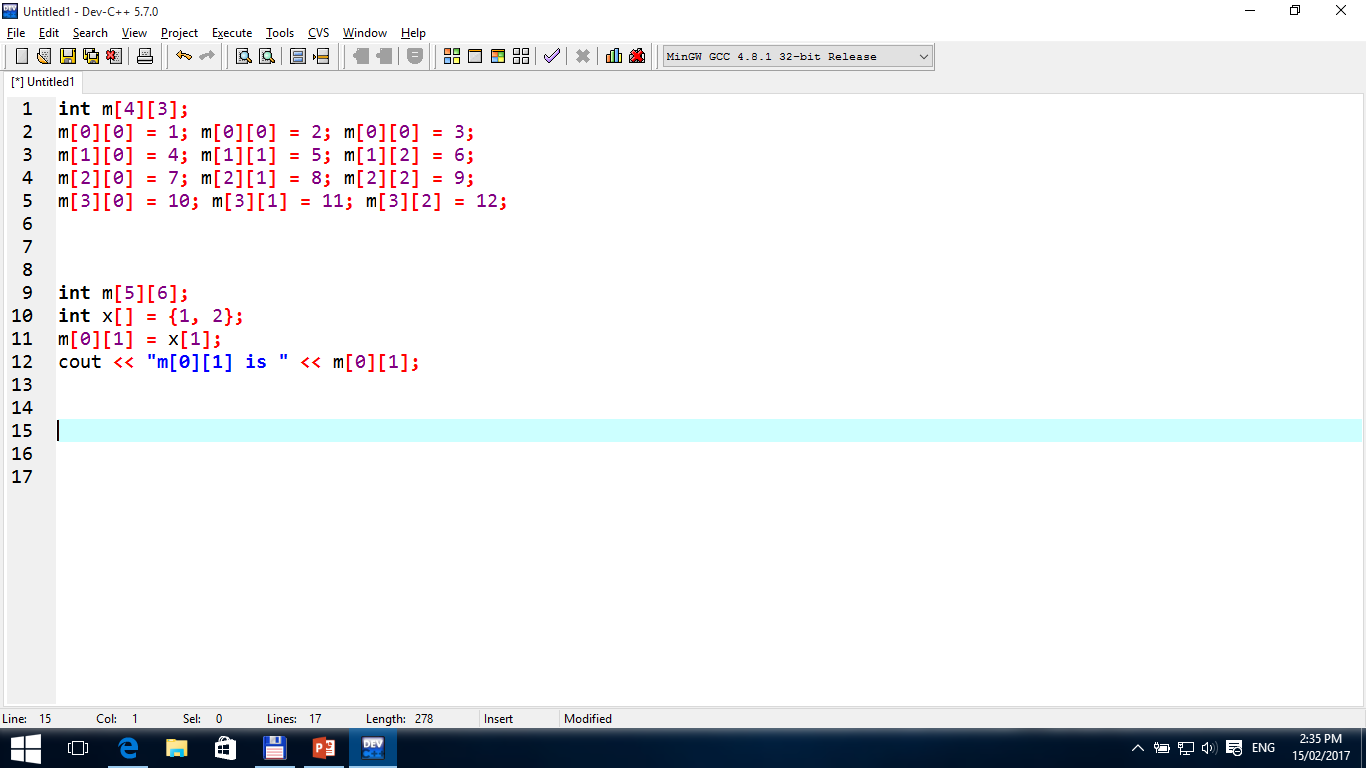 Untitled1 - Dev-C++ 5.7.0
File Edit Search View Project Execute Tools CVS Window Help
MinGW GCC 4.8.1 32-bit Release
[*] Untitled1
1 int m[4][3];
2 m[0][0] = 1; m[0][0] = 2; m[0][0] = 3;
3 m[1][0] = 4; m[1][1] = 5; m[1][2] = 6;
4 m[2][0] = 7; m[2][1] = 8; m[2][2] = 9;
5 m[3][0] = 10; m[3][1] = 11; m[3][2] = 12;
6
7
8
9 int m[5][6];
10 int x[] = {1, 2};
11 m[0][1] = x[1];
12 cout << "m[0][1] is " << m[0][1];
13
14
15
16
17
Line: 15 Col: 1 Sel: 0 Lines: 17 Length: 278 Insert Modified
DEV ENG 2:35 PM
15/02/2017